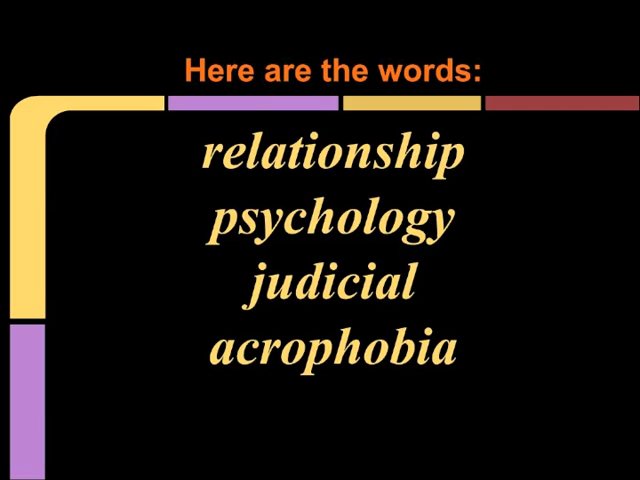 Here are the words:
relationship
psychology
judicial
acrophobia